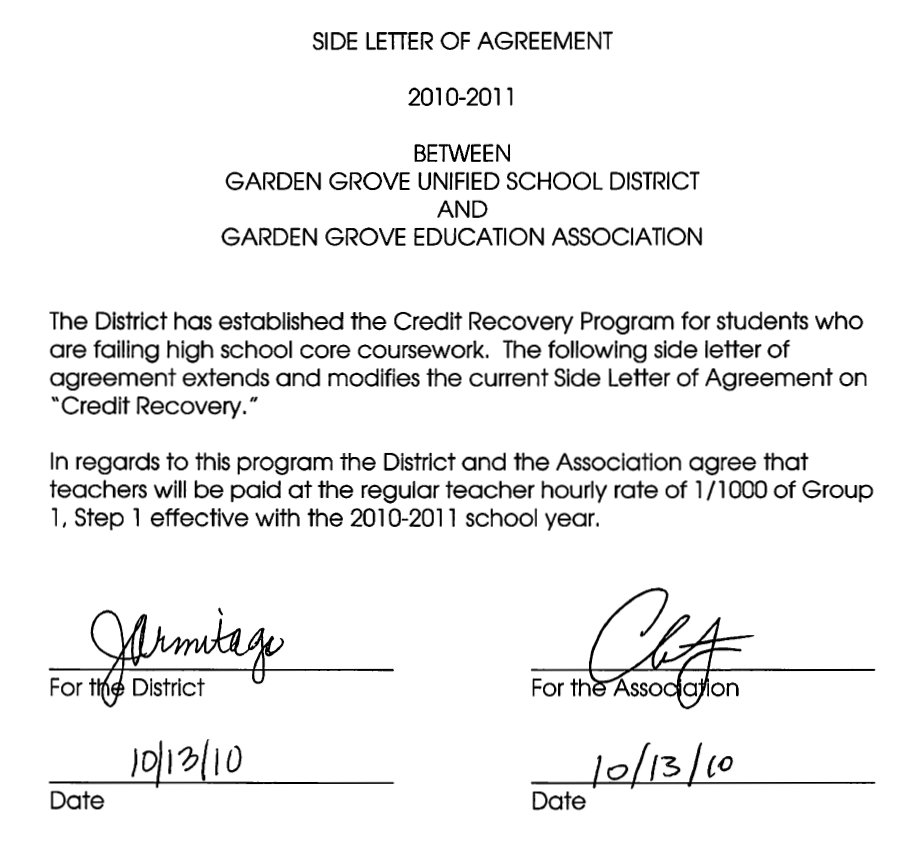 SIDE LETTER OF AGREEMENT
2010-2011
BETWEEN
GARDEN GROVE UNIFIED SCHOOL DISTRICT
AND
GARDEN GROVE EDUCATION ASSOCIATION
The District has established the Credit Recovery Program for students who
are failing high school core coursework.  The following side letter of
agreement extends and modifies the current Side Letter of Agreement on
“Credit Recovery.”
In regards to this program the District and the Association agree that
teachers will be paid at the regular teacher hourly rate of 1/1000 of Group
1, Step 1 effective with the 2010-2011 school year.
JArmitage
For the District
For the Association
10/13/10
10/13/10
Date
Date